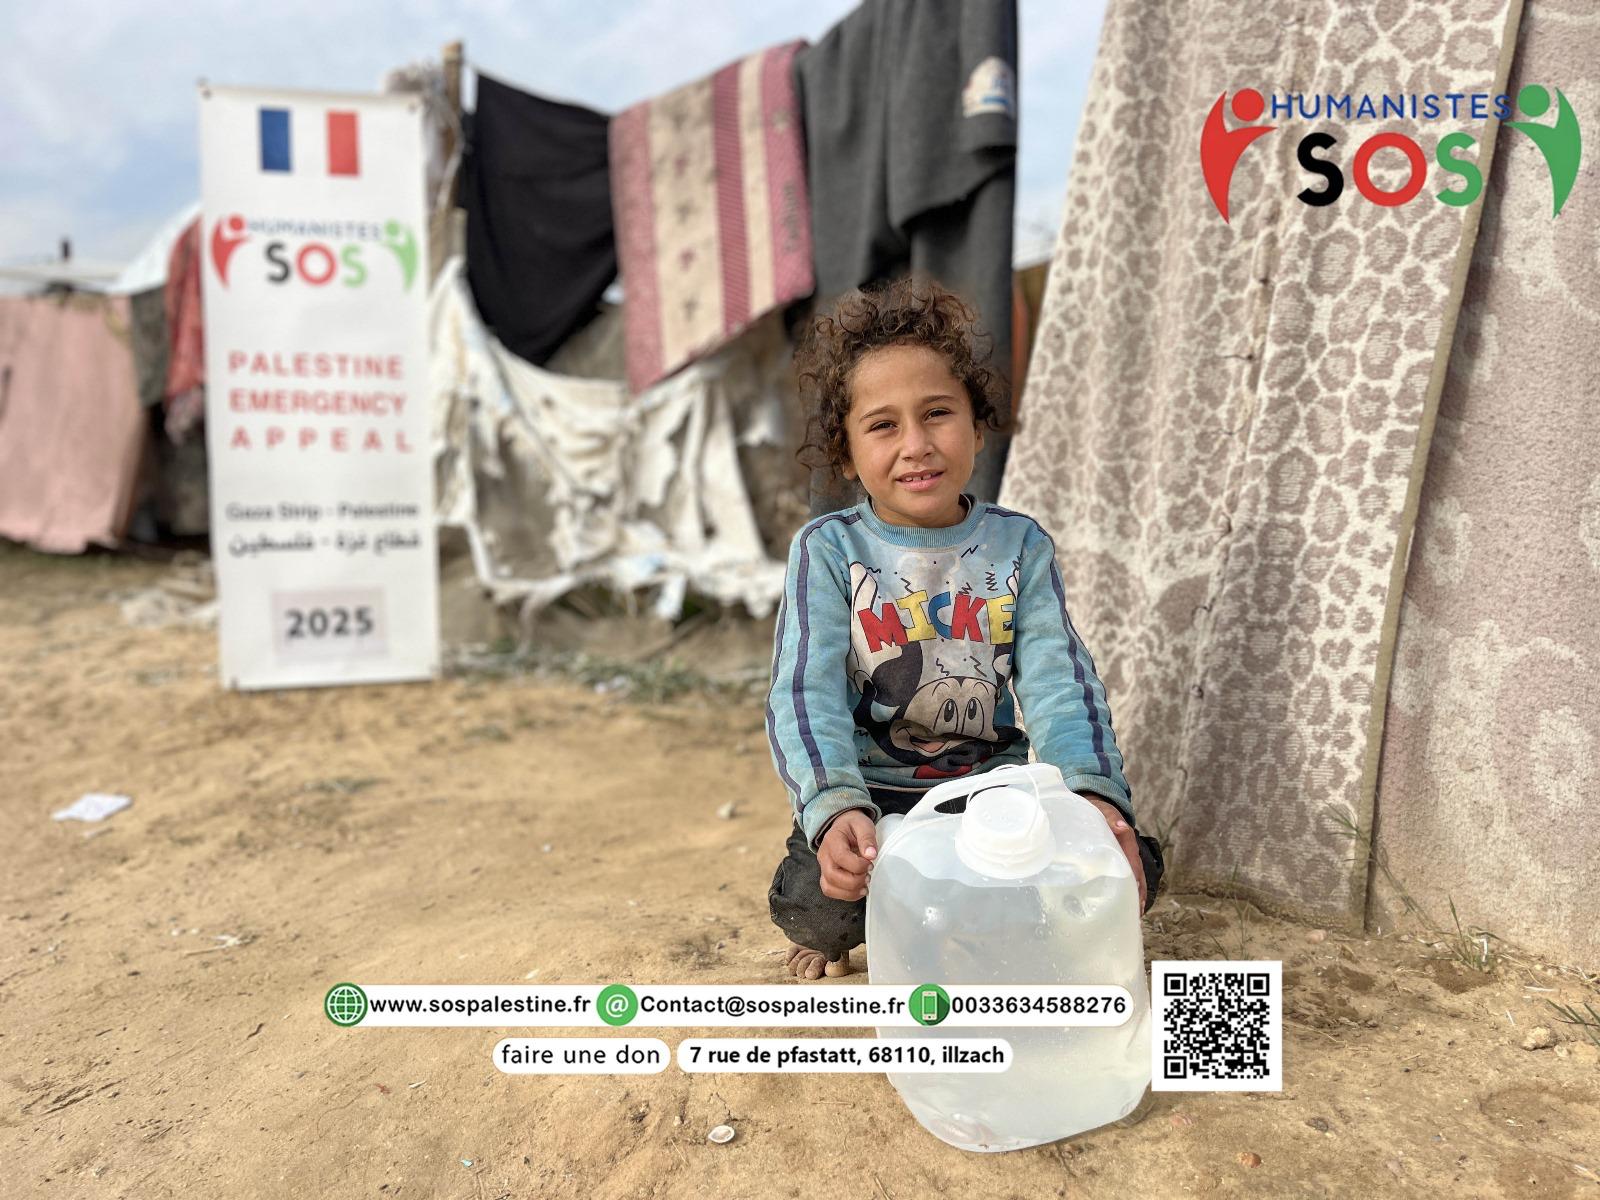 HUMANISTES
SOS
HUMANISTES
SOS
PALESTINE
EMERGENCY
APPEAL
Gaza Strip - Palestine
قطاع غزة - فلسطين
2025
MICKE
www.sospalestine.fr
Contact@sospalestine.fr
0033634588276
faire une don
7 rue de pfastatt, 68110, illzach